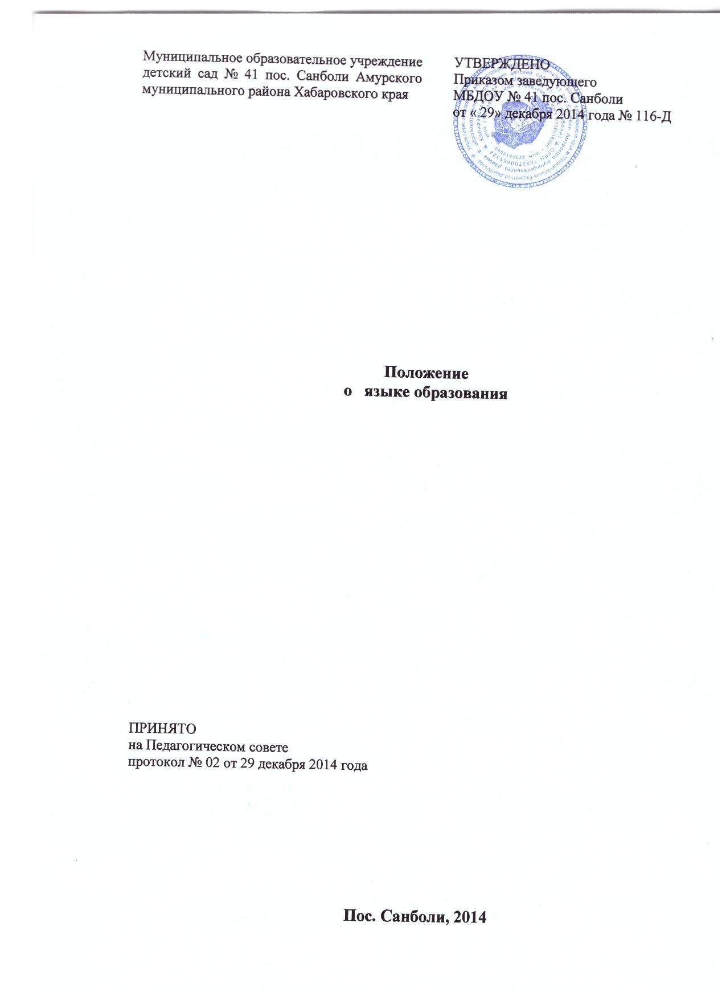 Муниципальное образовательное учреждение
детский сад № 41 пос. Санболи Амурского
муниципального района Хабаровского края
УТВЕРЖДЕНО
Приказом заведующего
МБДОУ № 41 пос. Санболи
от « 29» декабря 2014 года № 116-Д
Положение
о языке образования
ПРИНЯТО
на Педагогическом совете
протокол № 02 от 29 декабря 2014 года
Пос. Санболи, 2014